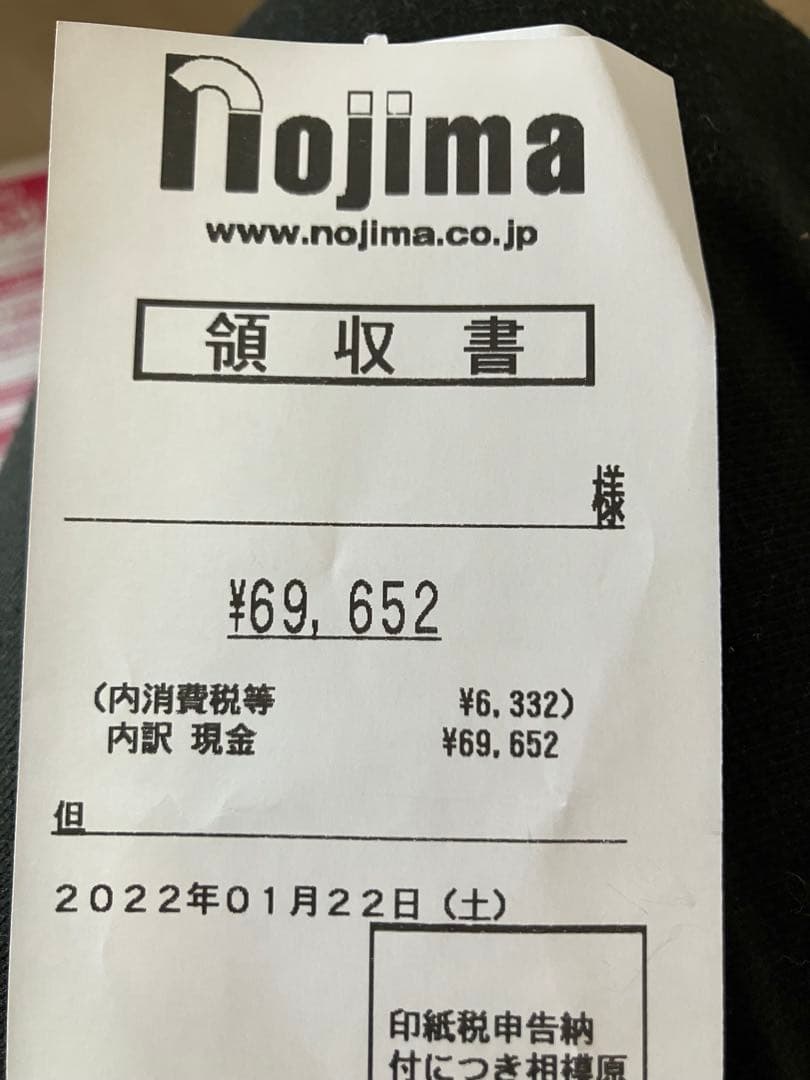 nojima
www.nojima.co.jp
領 収 書
様
¥69,652
(内消費税等 ¥6,332)
内訳 現金 ¥69,652
但
2022年01月22日(土)
印紙税申告納
付につき相模原